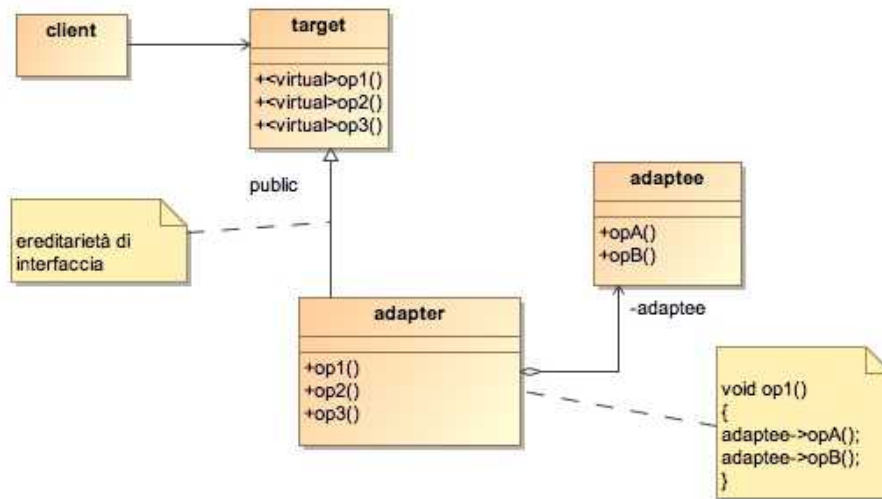 client
target
+<virtual>op1()
+<virtual>op2()
+<virtual>op3()
public
ereditarietà di
interfaccia
adaptee
+opA()
+opB()
-adaptee
adapter
+op1()
+op2()
+op3()
void op1()
{
adaptee->opA();
adaptee->opB();
}